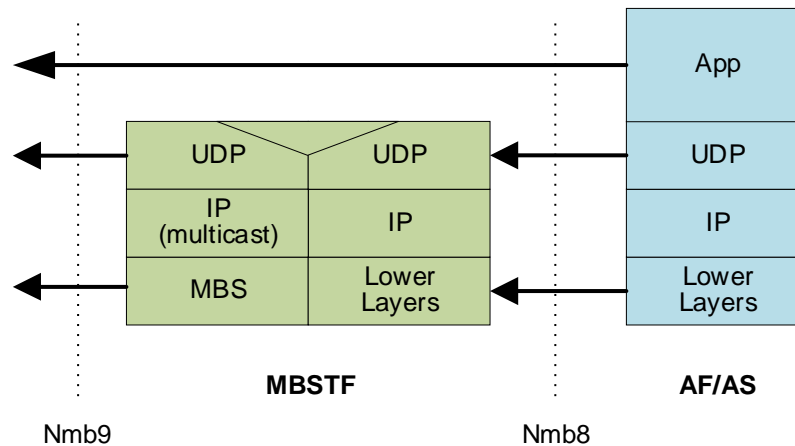 App
UDP
UDP
UDP
IP
(multicast)
IP
IP
MBS
Lower
Layers
Lower
Layers
MBSTF
AF/AS
Nmb9
Nmb8